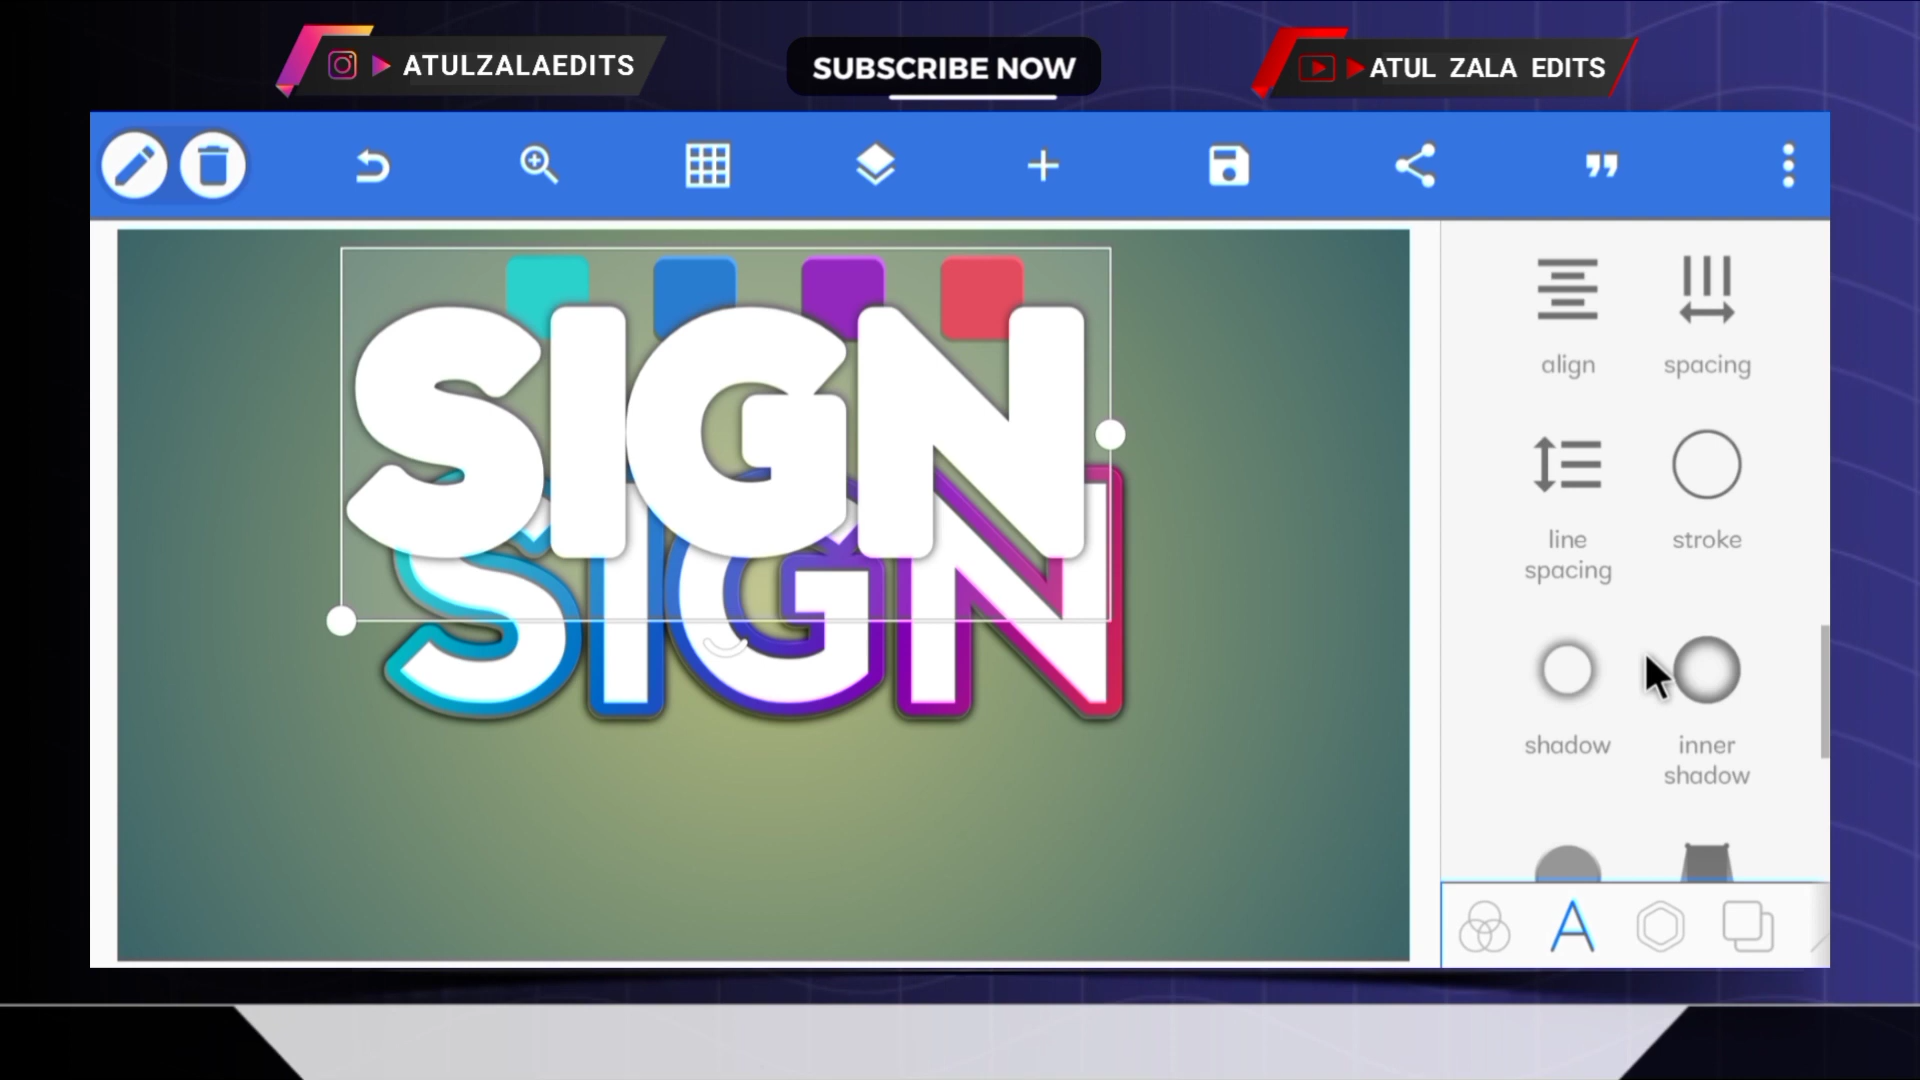 ATULZALAEDITS
SUBSCRIBE NOW
ATUL ZALA EDITS
SIGN
SIGN
align
spacing
line
spacing
stroke
shadow
inner
shadow